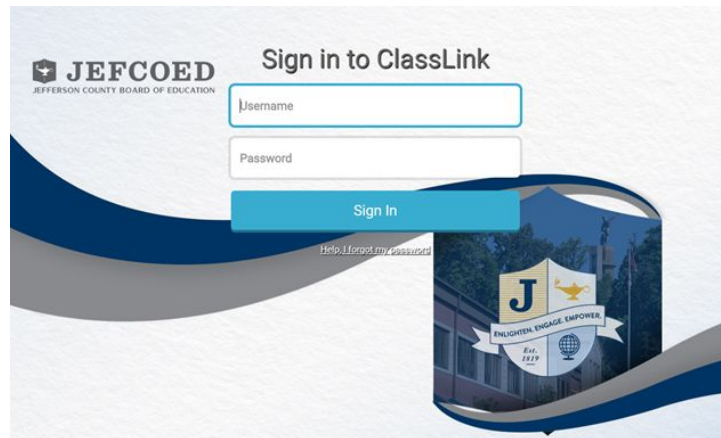 JEFCOED
JEFFERSON COUNTY BOARD OF EDUCATION
Sign in to ClassLink
Username
Password
Sign In
Help, I forgot my password
J
ENLIGHTEN. ENGAGE. EMPOWER.
Est.
1819